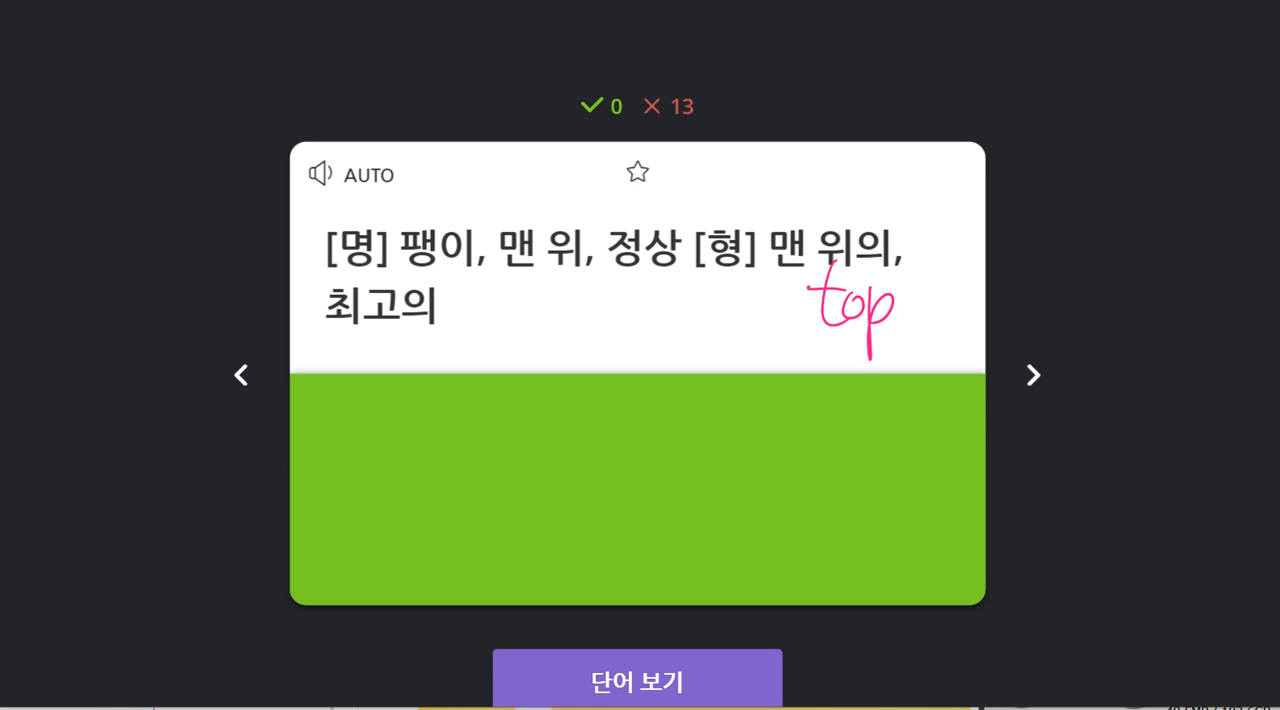 0 13
AUTO
[명] 팽이, 맨 위, 정상 [형] 맨 위의,
최고의
top
단어 보기